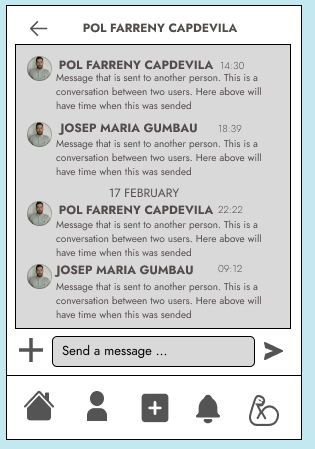 POL FARRENY CAPDEVILA
POL FARRENY CAPDEVILA 14:30
Message that is sent to another person. This is a
conversation between two users. Here above will
have time when this was sended
JOSEP MARIA GUMBAU 18:39
Message that is sent to another person. This is a
conversation between two users. Here above will
have time when this was sended
17 FEBRUARY
POL FARRENY CAPDEVILA 22:22
Message that is sent to another person. This is a
conversation between two users. Here above will
have time when this was sended
JOSEP MARIA GUMBAU 09:12
Message that is sent to another person. This is a
conversation between two users. Here above will
have time when this was sended
Send a message ...